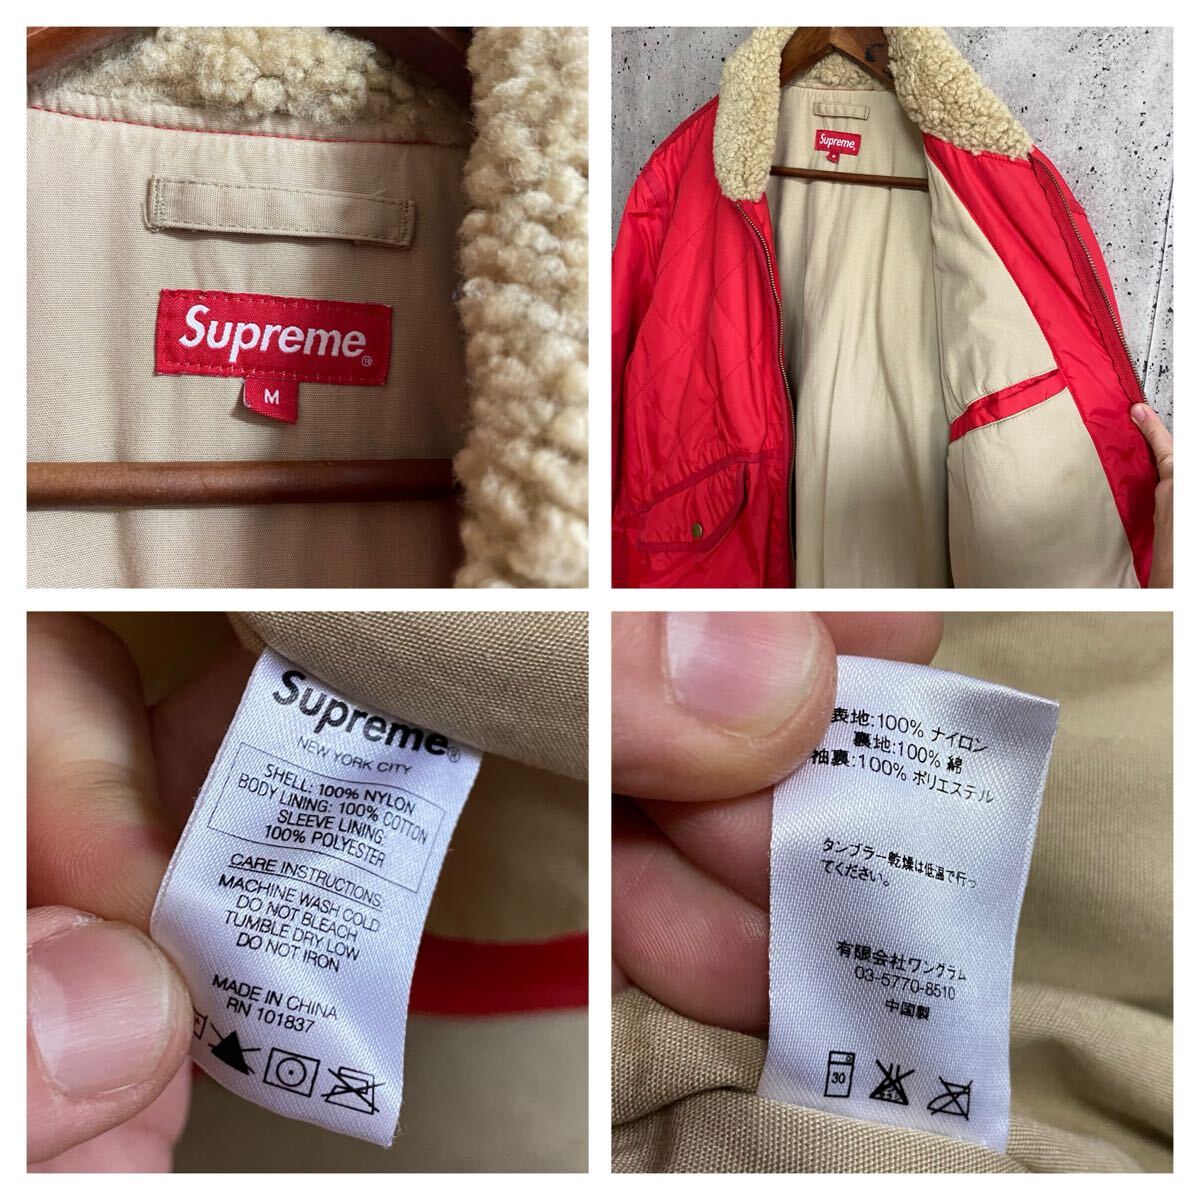 Supreme®
M
Supreme®
M
Supreme®
NEW YORK CITY
SHELL: 100% NYLON
BODY LINING: 100% COTTON
SLEEVE LINING:
100% POLYESTER
CARE INSTRUCTIONS
MACHINE WASH COLD
DO NOT BLEACH
TUMBLE DRY LOW
DO NOT IRON
MADE IN CHINA
RN 101837
表地:100% ナイロン
裏地:100% 綿
袖裏:100% ポリエステル
タンブラー乾燥は低温で行っ
てください。
有限会社ワングラム
03-5770-8510
中国製
30